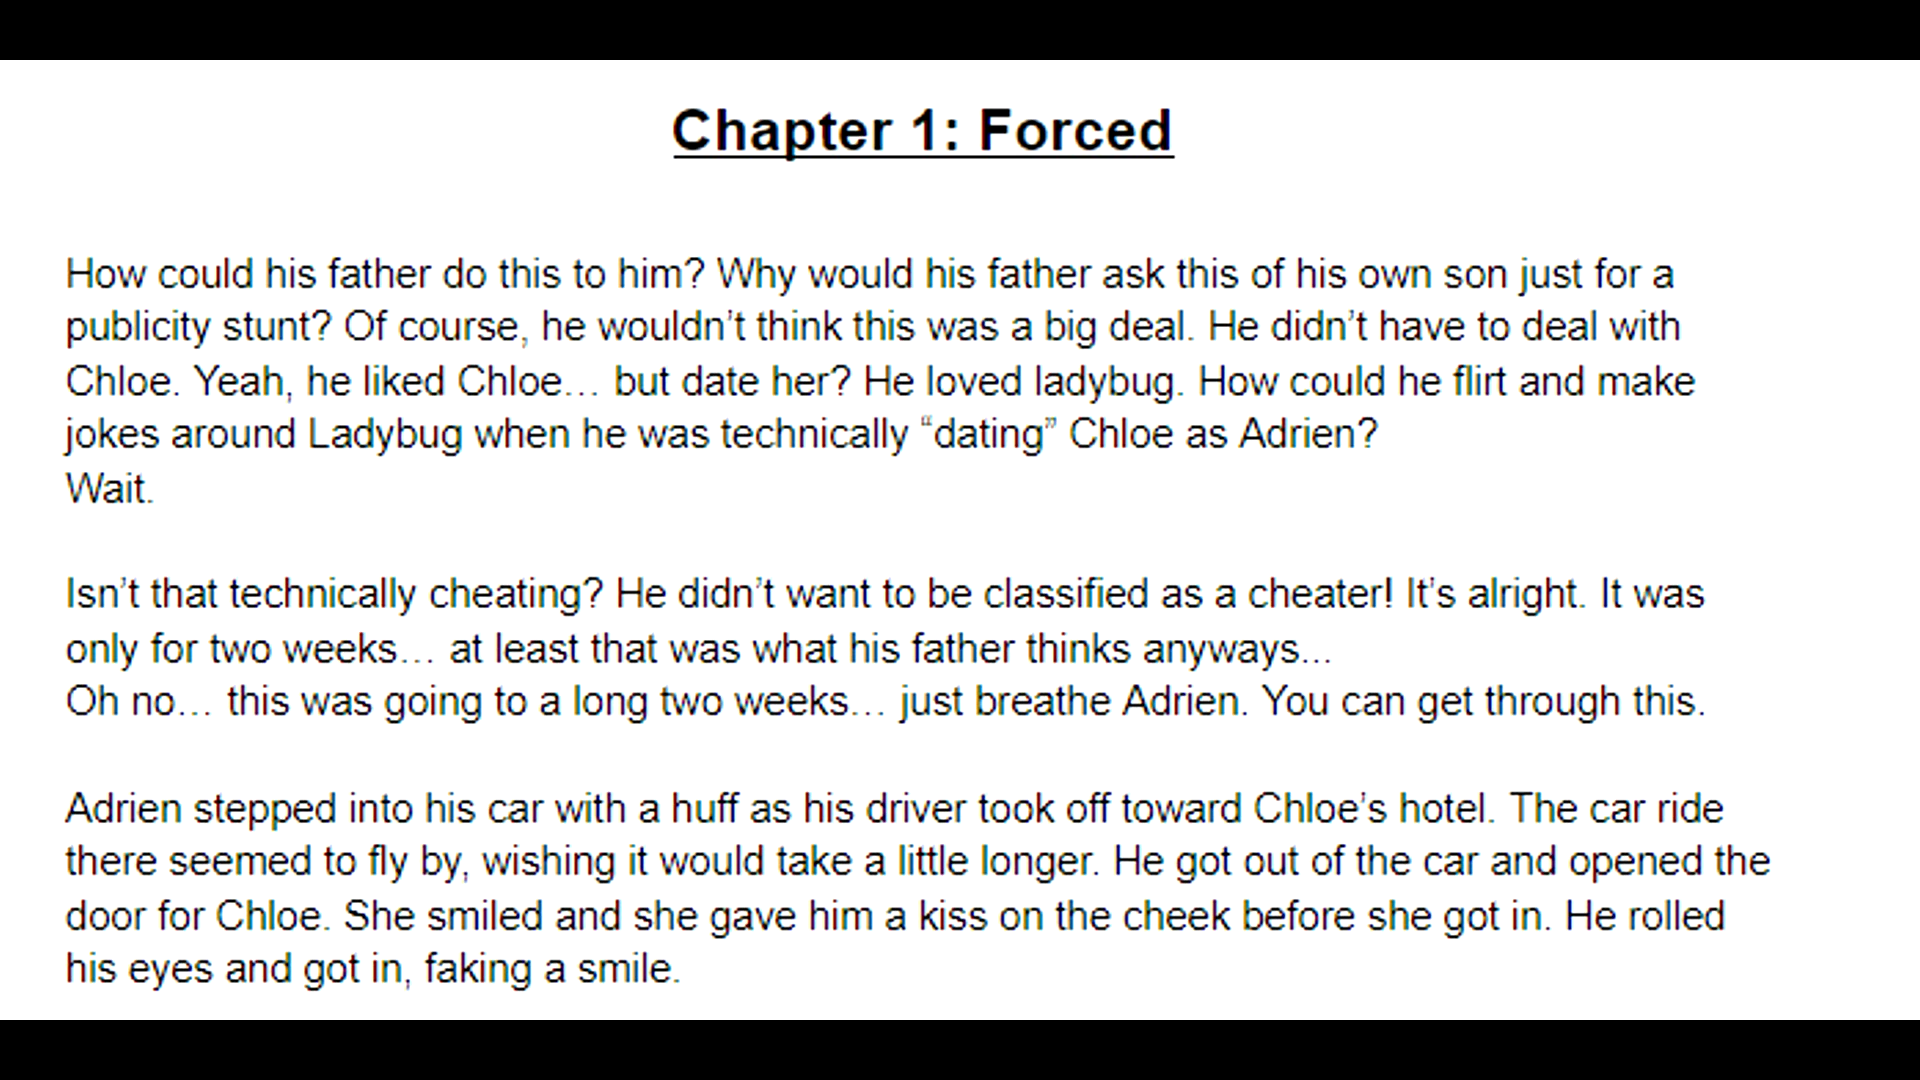 Chapter 1: Forced
How could his father do this to him? Why would his father ask this of his own son just for a
publicity stunt? Of course, he wouldn’t think this was a big deal. He didn’t have to deal with
Chloe. Yeah, he liked Chloe… but date her? He loved ladybug. How could he flirt and make
jokes around Ladybug when he was technically “dating” Chloe as Adrien?
Wait.
Isn’t that technically cheating? He didn’t want to be classified as a cheater! It’s alright. It was
only for two weeks… at least that was what his father thinks anyways…
Oh no… this was going to a long two weeks… just breathe Adrien. You can get through this.
Adrien stepped into his car with a huff as his driver took off toward Chloe’s hotel. The car ride
there seemed to fly by, wishing it would take a little longer. He got out of the car and opened the
door for Chloe. She smiled and she gave him a kiss on the cheek before she got in. He rolled
his eyes and got in, faking a smile.